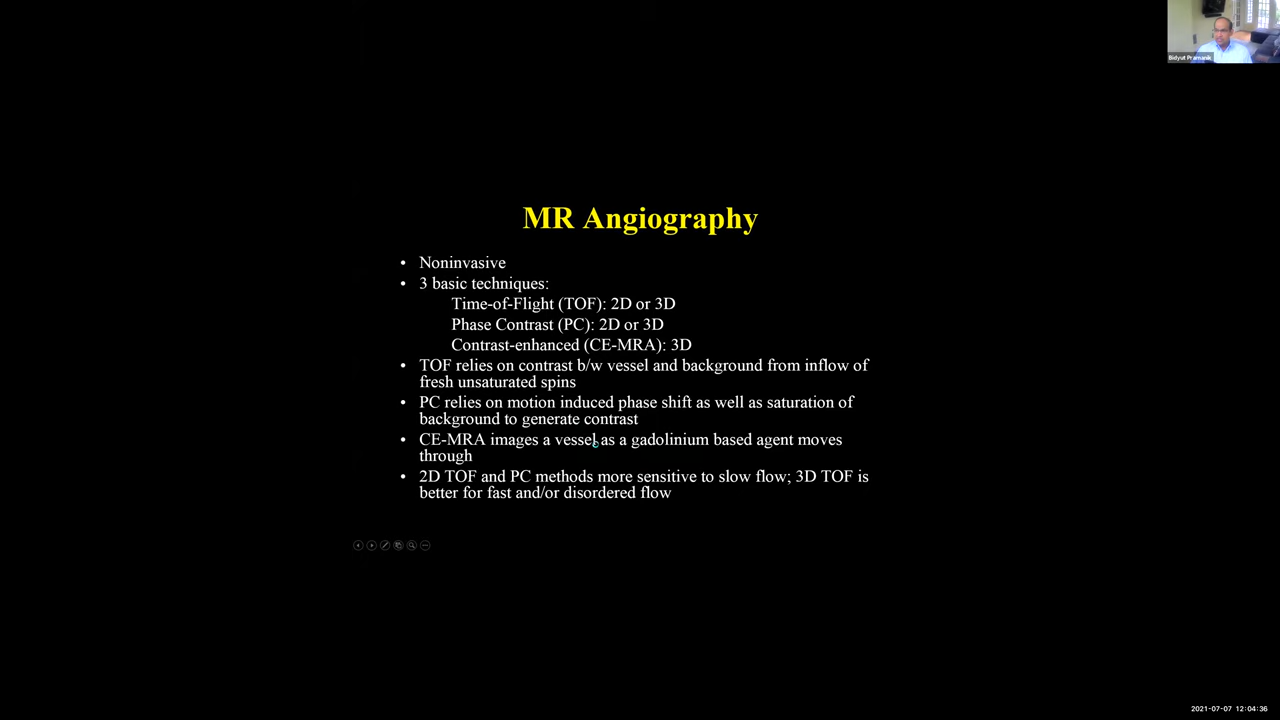 Bidyut Pramanik
MR Angiography
• Noninvasive
• 3 basic techniques:
Time-of-Flight (TOF): 2D or 3D
Phase Contrast (PC): 2D or 3D
Contrast-enhanced (CE-MRA): 3D
• TOF relies on contrast b/w vessel and background from inflow of
fresh unsaturated spins
• PC relies on motion induced phase shift as well as saturation of
background to generate contrast
• CE-MRA images a vessel as a gadolinium based agent moves
through
• 2D TOF and PC methods more sensitive to slow flow; 3D TOF is
better for fast and/or disordered flow
2021-07-07 12:04:36